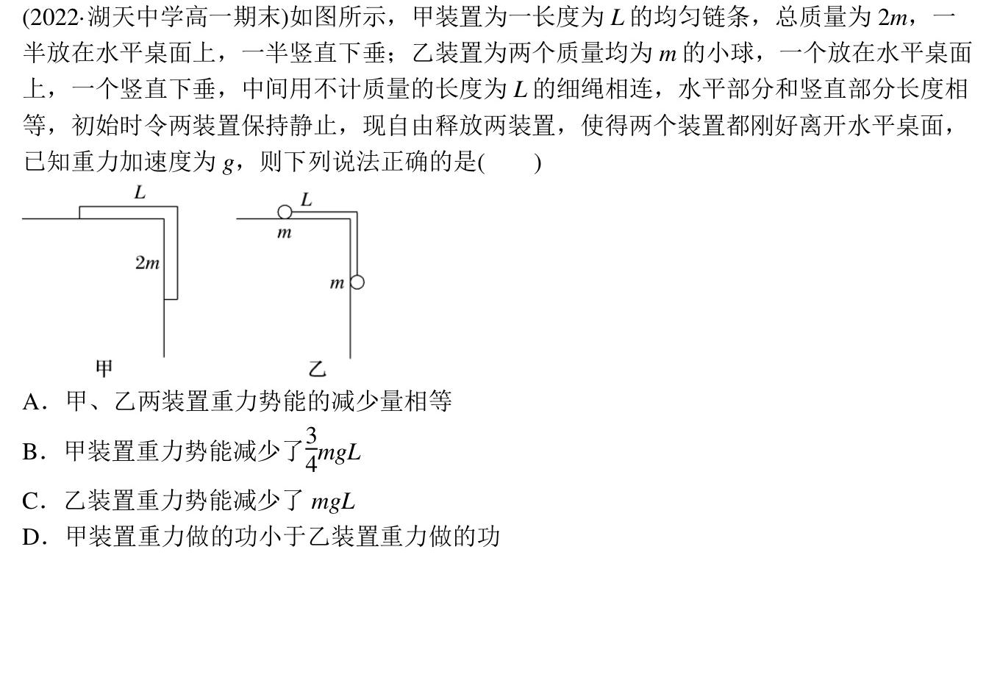 (2022·湖天中学高一期末)如图所示，甲装置为一长度为 L 的均匀链条，总质量为 2m，一
半放在水平桌面上，一半竖直下垂；乙装置为两个质量均为 m 的小球，一个放在水平桌面
上，一个竖直下垂，中间用不计质量的长度为 L 的细绳相连，水平部分和竖直部分长度相
等，初始时令两装置保持静止，现自由释放两装置，使得两个装置都刚好离开水平桌面，
已知重力加速度为 g，则下列说法正确的是(　　)
L
2m
甲
L
m
m
乙
A．甲、乙两装置重力势能的减少量相等
B．甲装置重力势能减少了3/4mgL
C．乙装置重力势能减少了 mgL
D．甲装置重力做的功小于乙装置重力做的功